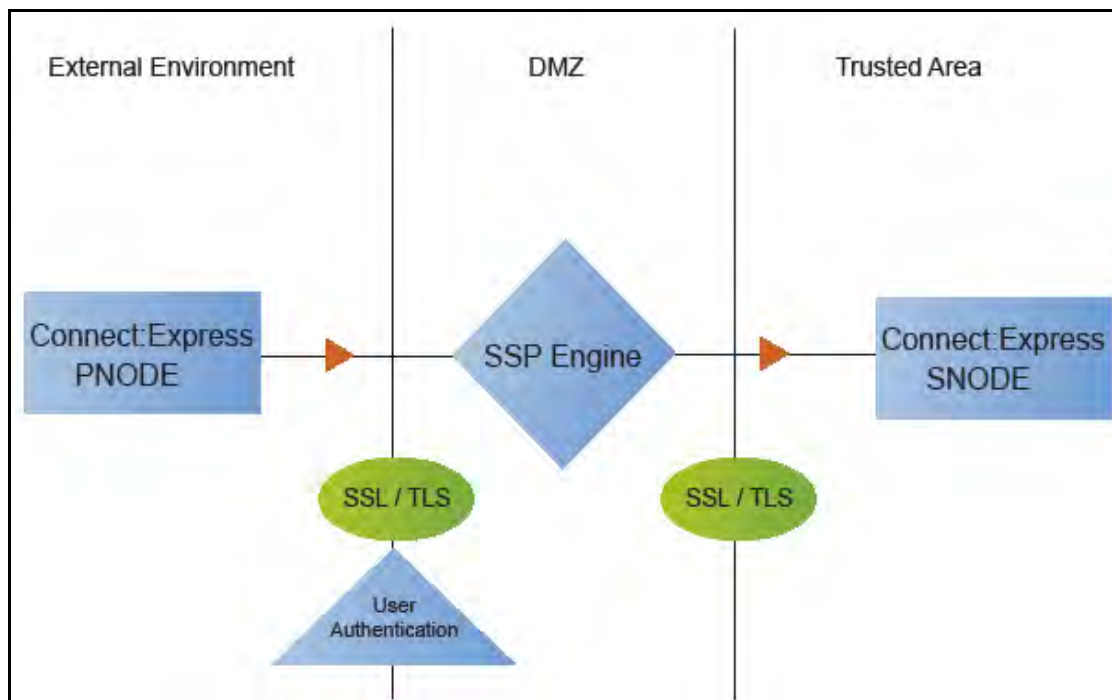 External Environment
DMZ
Trusted Area
Connect:Express
PNODE
SSP Engine
Connect:Express
SNODE
SSL / TLS
SSL / TLS
User
Authentication